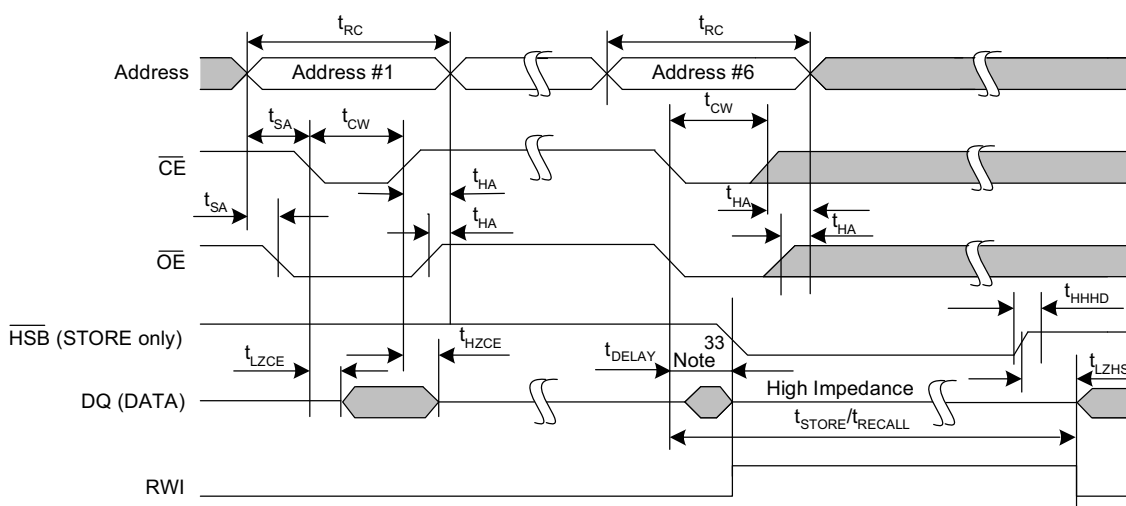 tRC
tRC
Address
Address #1
Address #6
tSA
tCW
tCW
CE
tHA
tSA
tHA
tHA
tHA
OE
tHHHD
HSB (STORE only)
tHZCE
33
tLZCE
tDELAY
Note
tLZHS
High Impedance
DQ (DATA)
tSTORE/tRECALL
RWI